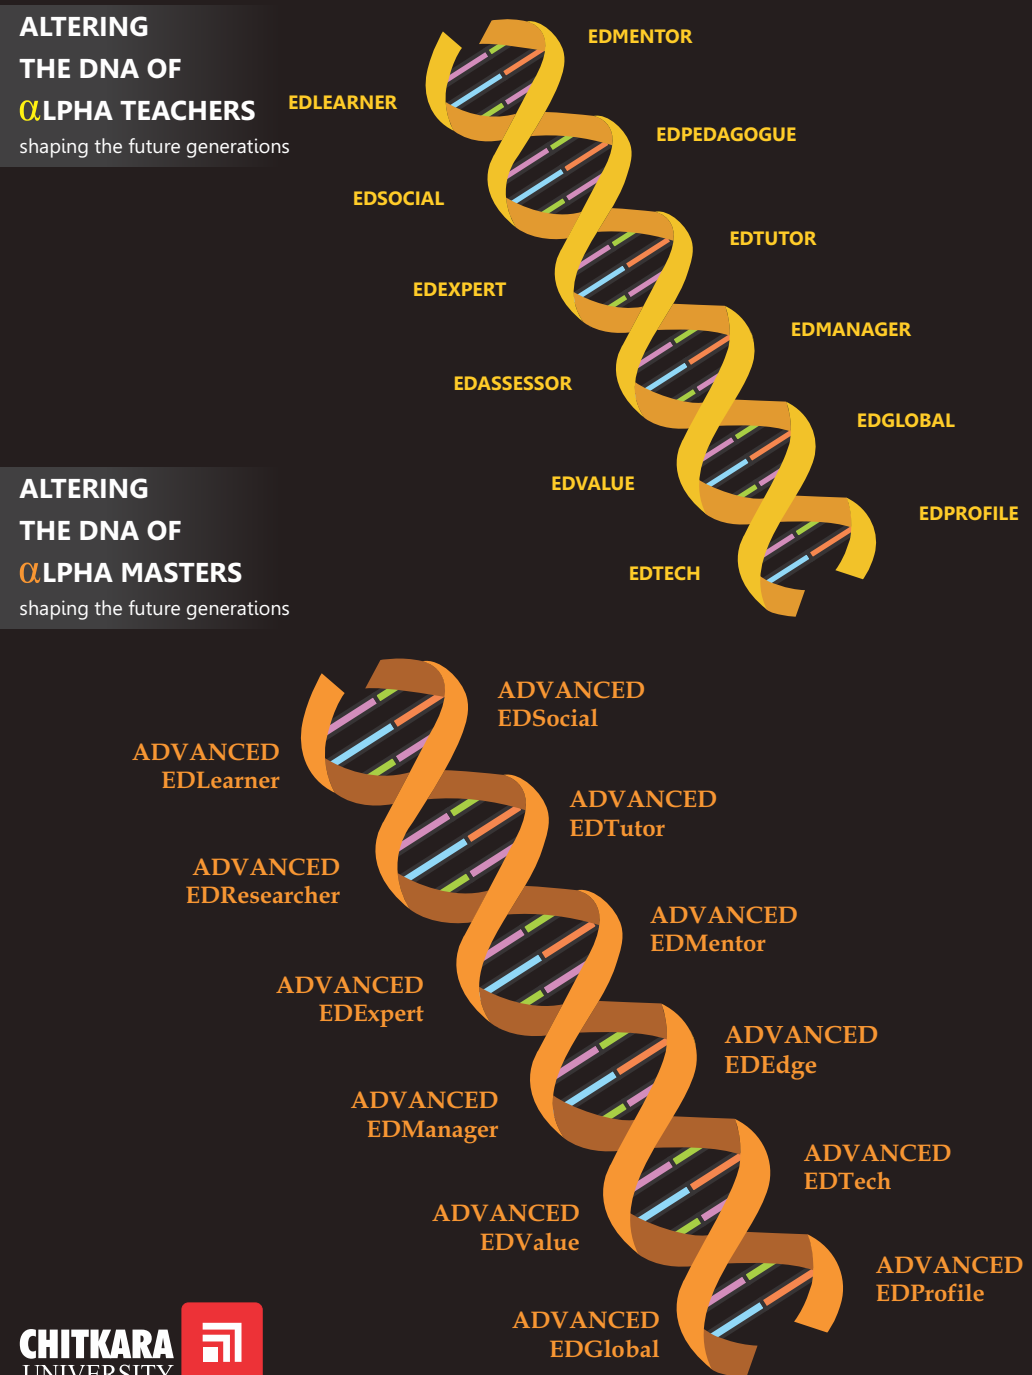 ALTERING
THE DNA OF
αLPHA TEACHERS
shaping the future generations
EDMENTOR
EDLEARNER
EDPEDAGOGUE
EDSOCIAL
EDTUTOR
EDEXPERT
EDMANAGER
EDASSESSOR
EDGLOBAL
EDVALUE
EDPROFILE
EDTECH
ALTERING
THE DNA OF
αLPHA MASTERS
shaping the future generations
ADVANCED
EDSocial
ADVANCED
EDLearner
ADVANCED
EDTutor
ADVANCED
EDResearcher
ADVANCED
EDMentor
ADVANCED
EDExpert
ADVANCED
EDEdge
ADVANCED
EDManager
ADVANCED
EDTech
ADVANCED
EDValue
ADVANCED
EDProfile
ADVANCED
EDGlobal
CHITKARA
UNIVERSITY